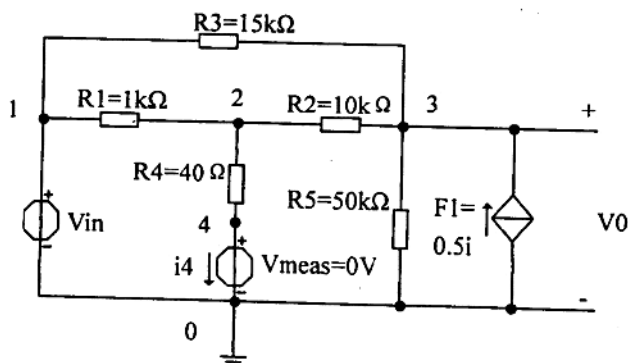 R3=15kΩ
1
R1=1kΩ
2
R2=10k Ω
3
+
R4=40 Ω
+
Vin
-
4
R5=50kΩ
F1=
0.5i
V0
+
i4
Vmeas=0V
-
-
0